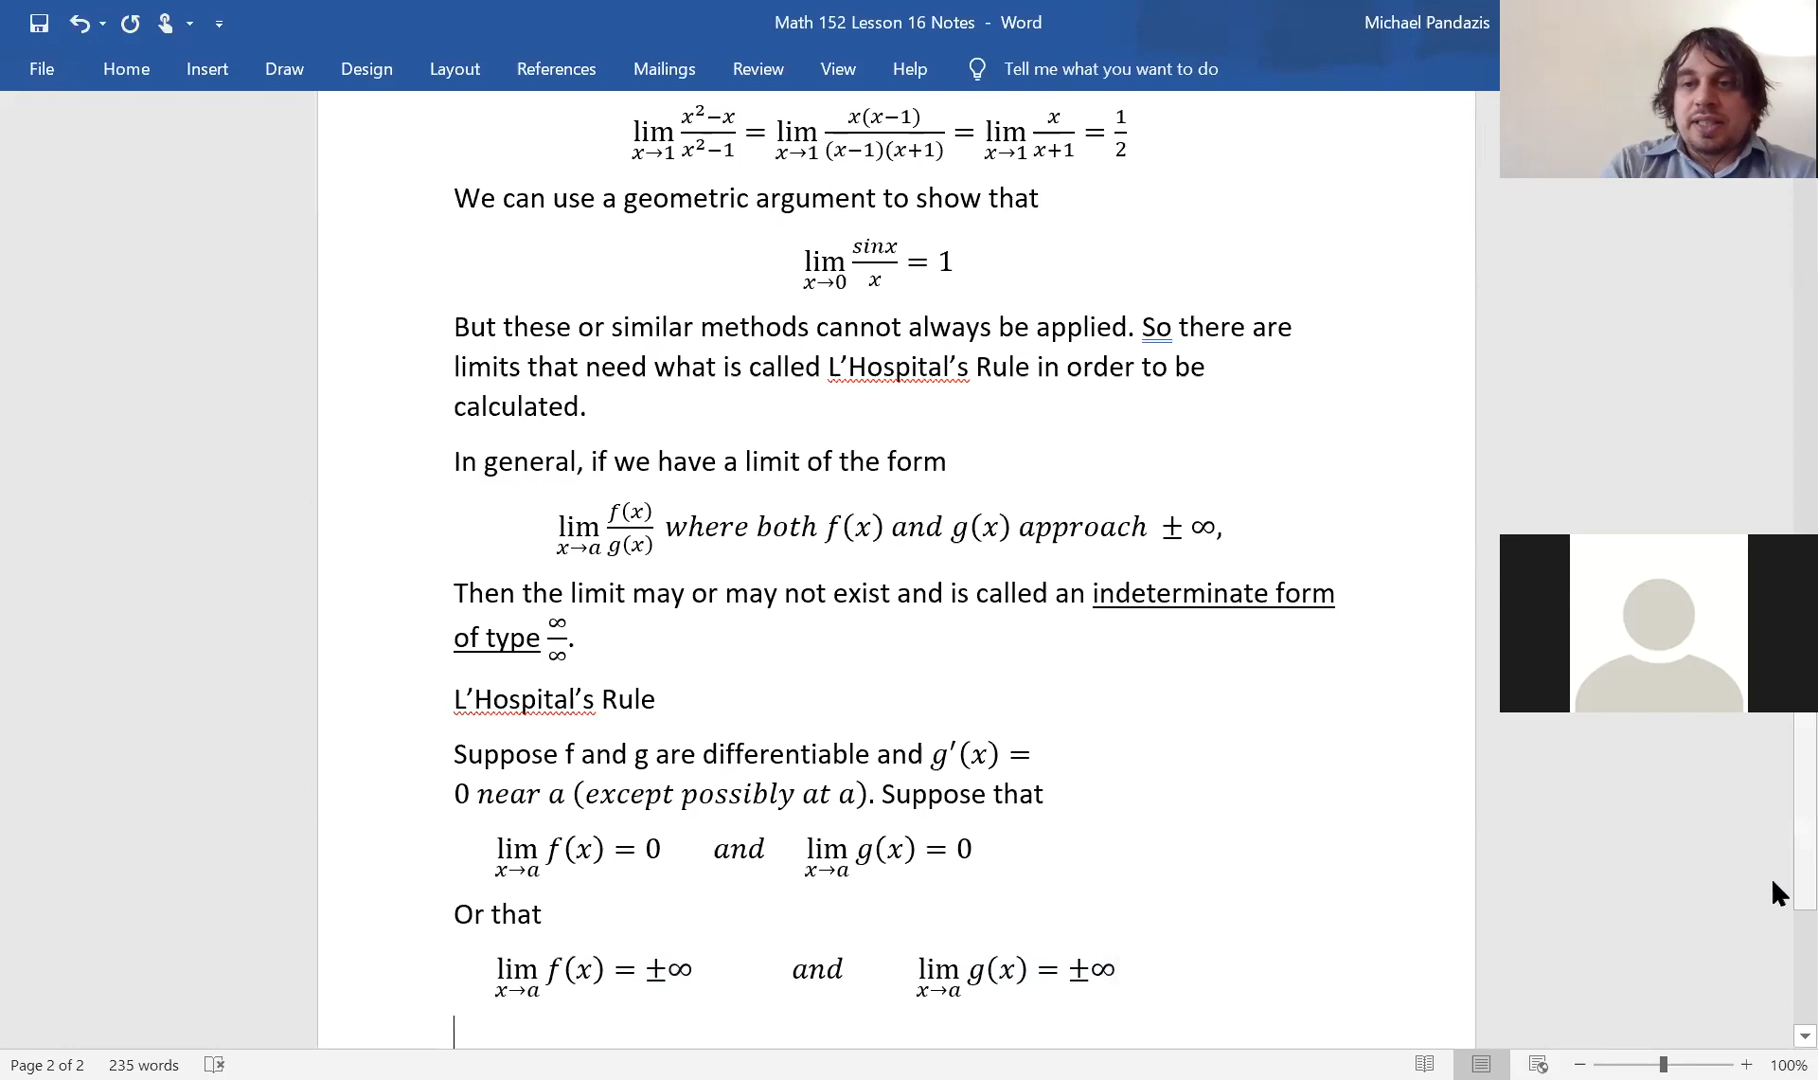 Math 152 Lesson 16 Notes - Word
Michael Pandazis
File Home Insert Draw Design Layout References Mailings Review View Help Tell me what you want to do
lim x→1 x²−x / x²−1 = lim x→1 x(x−1) / (x−1)(x+1) = lim x→1 x / x+1 = 1/2
We can use a geometric argument to show that
lim x→0 sinx / x = 1
But these or similar methods cannot always be applied. So there are
limits that need what is called L’Hospital’s Rule in order to be
calculated.
In general, if we have a limit of the form
lim x→a f(x) / g(x) where both f(x) and g(x) approach ± ∞,
Then the limit may or may not exist and is called an indeterminate form
of type ∞/∞.
L’Hospital’s Rule
Suppose f and g are differentiable and g′(x) =
0 near a (except possibly at a). Suppose that
lim x→a f(x) = 0 and lim x→a g(x) = 0
Or that
lim x→a f(x) = ±∞ and lim x→a g(x) = ±∞
Page 2 of 2 235 words 100%